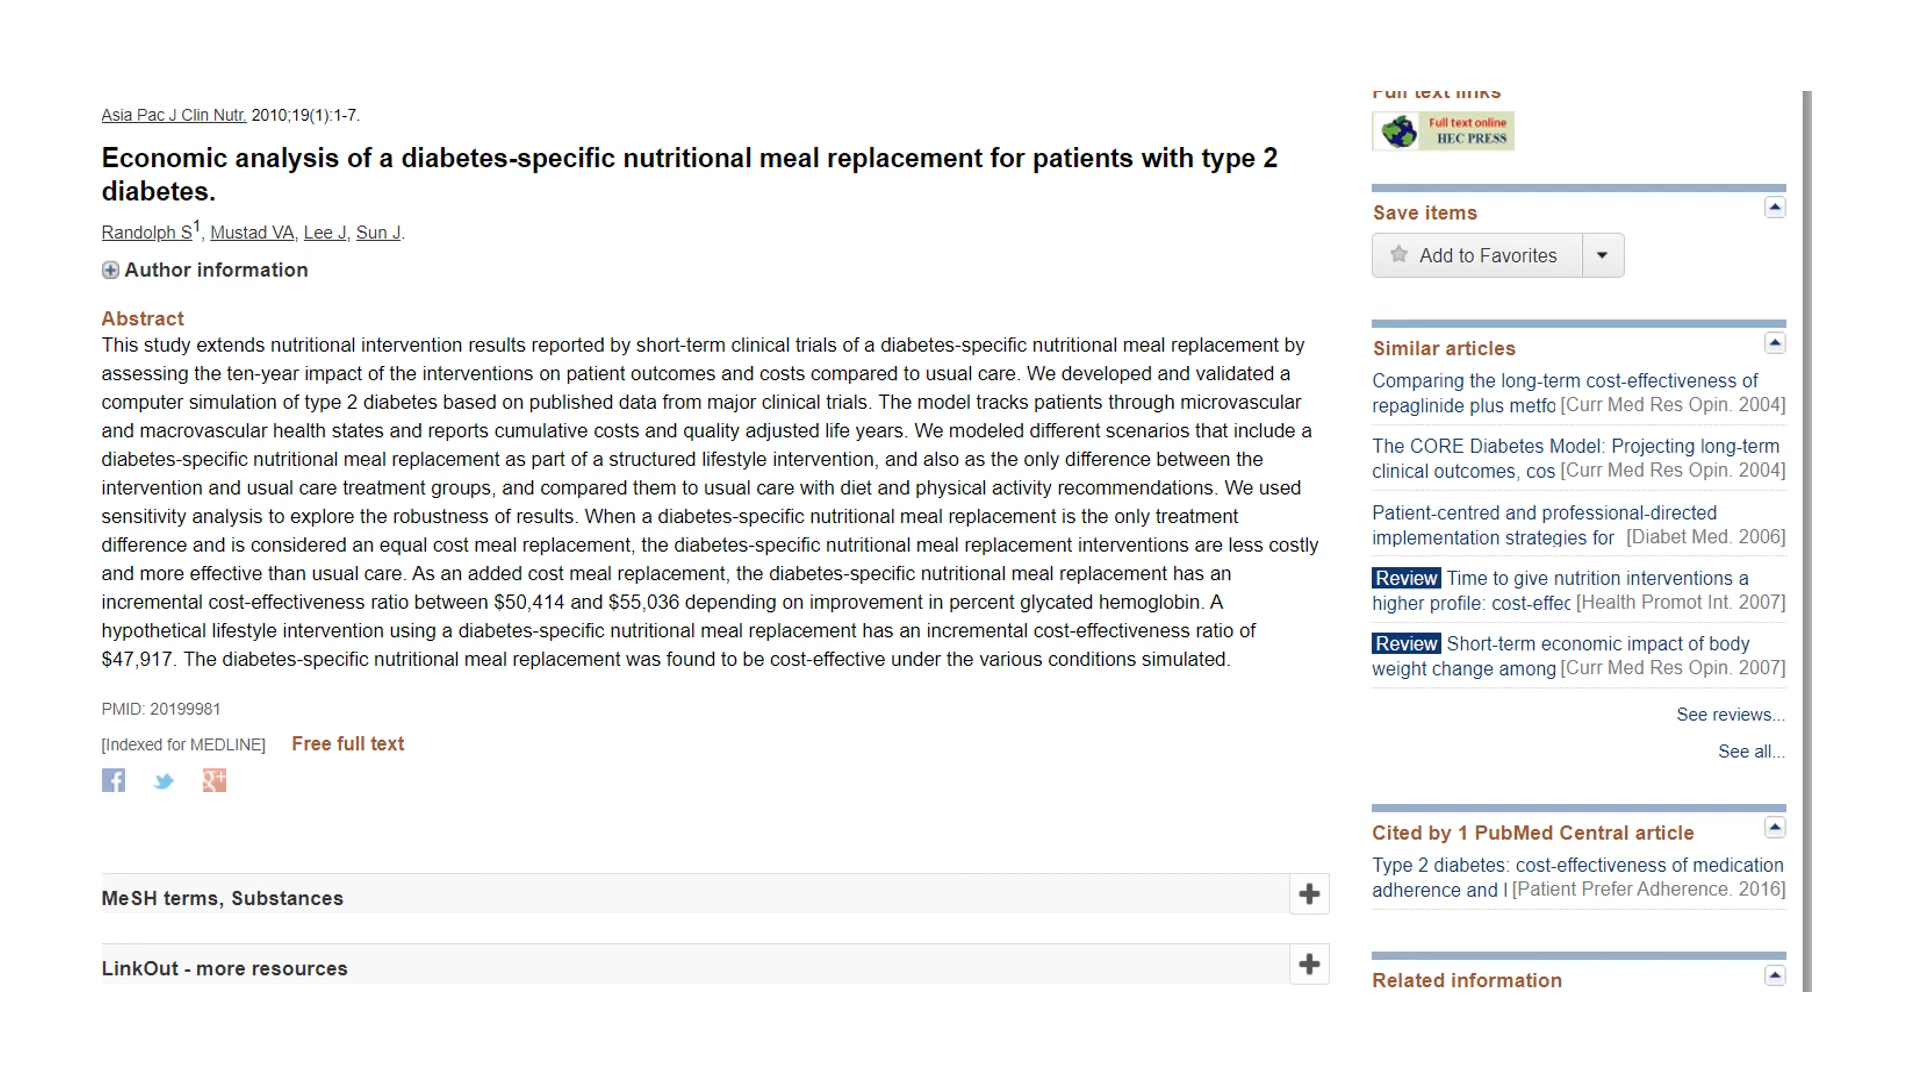 Asia Pac J Clin Nutr. 2010;19(1):1-7.
Economic analysis of a diabetes-specific nutritional meal replacement for patients with type 2
diabetes.
Randolph S1, Mustad VA, Lee J, Sun J.
Author information
Abstract
This study extends nutritional intervention results reported by short-term clinical trials of a diabetes-specific nutritional meal replacement by
assessing the ten-year impact of the interventions on patient outcomes and costs compared to usual care. We developed and validated a
computer simulation of type 2 diabetes based on published data from major clinical trials. The model tracks patients through microvascular
and macrovascular health states and reports cumulative costs and quality adjusted life years. We modeled different scenarios that include a
diabetes-specific nutritional meal replacement as part of a structured lifestyle intervention, and also as the only difference between the
intervention and usual care treatment groups, and compared them to usual care with diet and physical activity recommendations. We used
sensitivity analysis to explore the robustness of results. When a diabetes-specific nutritional meal replacement is the only treatment
difference and is considered an equal cost meal replacement, the diabetes-specific nutritional meal replacement interventions are less costly
and more effective than usual care. As an added cost meal replacement, the diabetes-specific nutritional meal replacement has an
incremental cost-effectiveness ratio between $50,414 and $55,036 depending on improvement in percent glycated hemoglobin. A
hypothetical lifestyle intervention using a diabetes-specific nutritional meal replacement has an incremental cost-effectiveness ratio of
$47,917. The diabetes-specific nutritional meal replacement was found to be cost-effective under the various conditions simulated.
PMID: 20199981
[Indexed for MEDLINE] Free full text
f
g+
MeSH terms, Substances
LinkOut - more resources
Full text links
Full text online
HEC PRESS
Save items
Add to Favorites
Similar articles
Comparing the long-term cost-effectiveness of
repaglinide plus metfo [Curr Med Res Opin. 2004]
The CORE Diabetes Model: Projecting long-term
clinical outcomes, cos [Curr Med Res Opin. 2004]
Patient-centred and professional-directed
implementation strategies for [Diabet Med. 2006]
Review Time to give nutrition interventions a
higher profile: cost-effec [Health Promot Int. 2007]
Review Short-term economic impact of body
weight change among [Curr Med Res Opin. 2007]
See reviews...
See all...
Cited by 1 PubMed Central article
Type 2 diabetes: cost-effectiveness of medication
adherence and l [Patient Prefer Adherence. 2016]
Related information